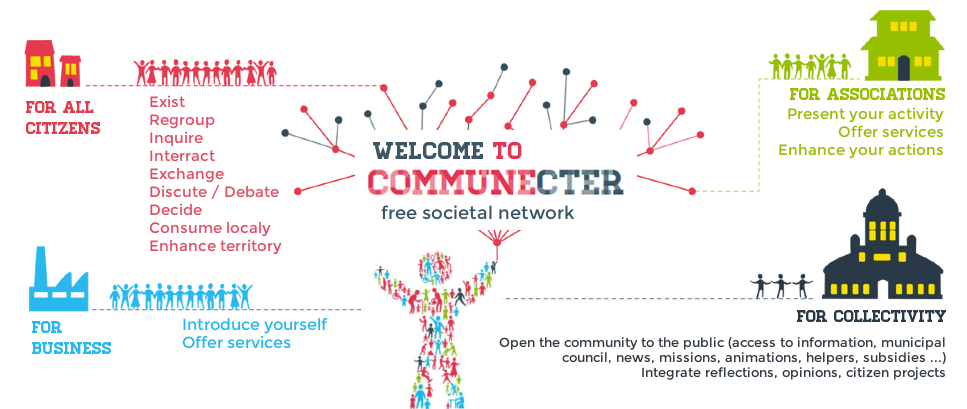 WELCOME TO
COMMUNECTER
free societal network
FOR ALL
CITIZENS
Exist
Regroup
Inquire
Interract
Exchange
Discute / Debate
Decide
Consume localy
Enhance territory
FOR ASSOCIATIONS
Present your activity
Offer services
Enhance your actions
FOR
BUSINESS
Introduce yourself
Offer services
FOR COLLECTIVITY
Open the community to the public (access to information, municipal
council, news, missions, animations, helpers, subsidies ...)
Integrate reflections, opinions, citizen projects